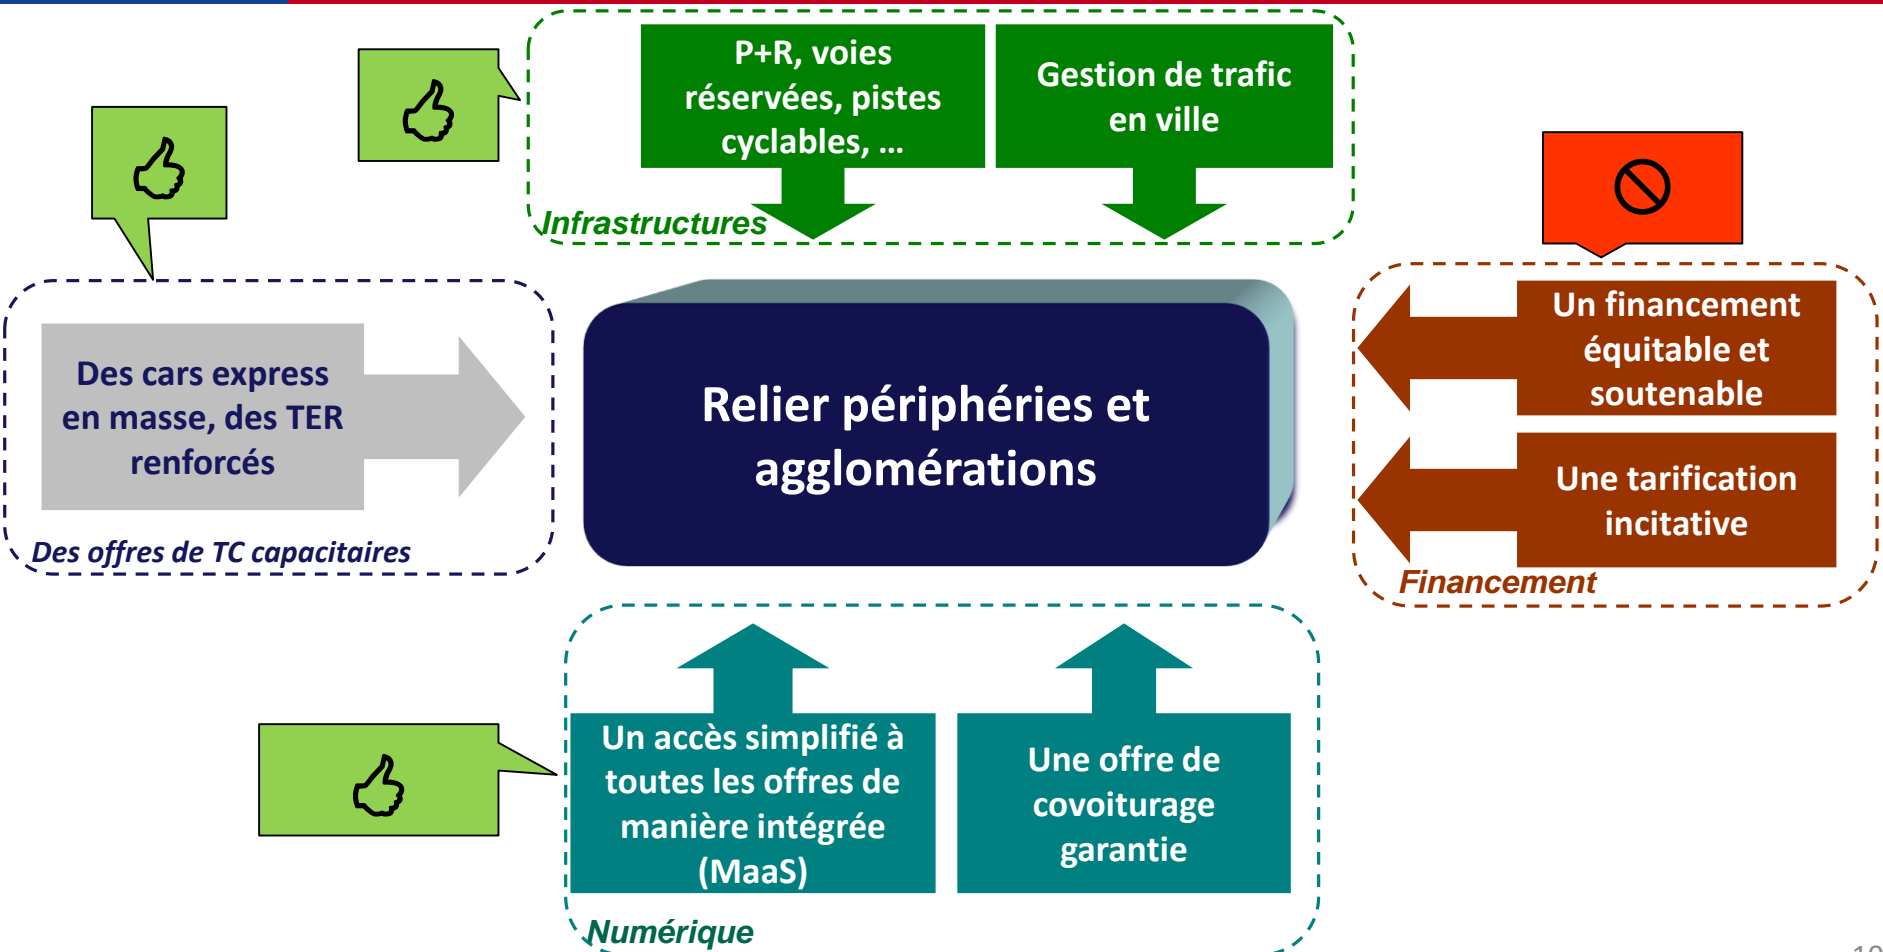 P+R, voies
réservées, pistes
cyclables, ...
Gestion de trafic
en ville
Infrastructures
Des cars express
en masse, des TER
renforcés
Des offres de TC capacitaires
Relier périphéries et
agglomérations
Un financement
équitable et
soutenable
Une tarification
incitative
Financement
Un accès simplifié à
toutes les offres de
manière intégrée
(MaaS)
Une offre de
covoiturage
garantie
Numérique